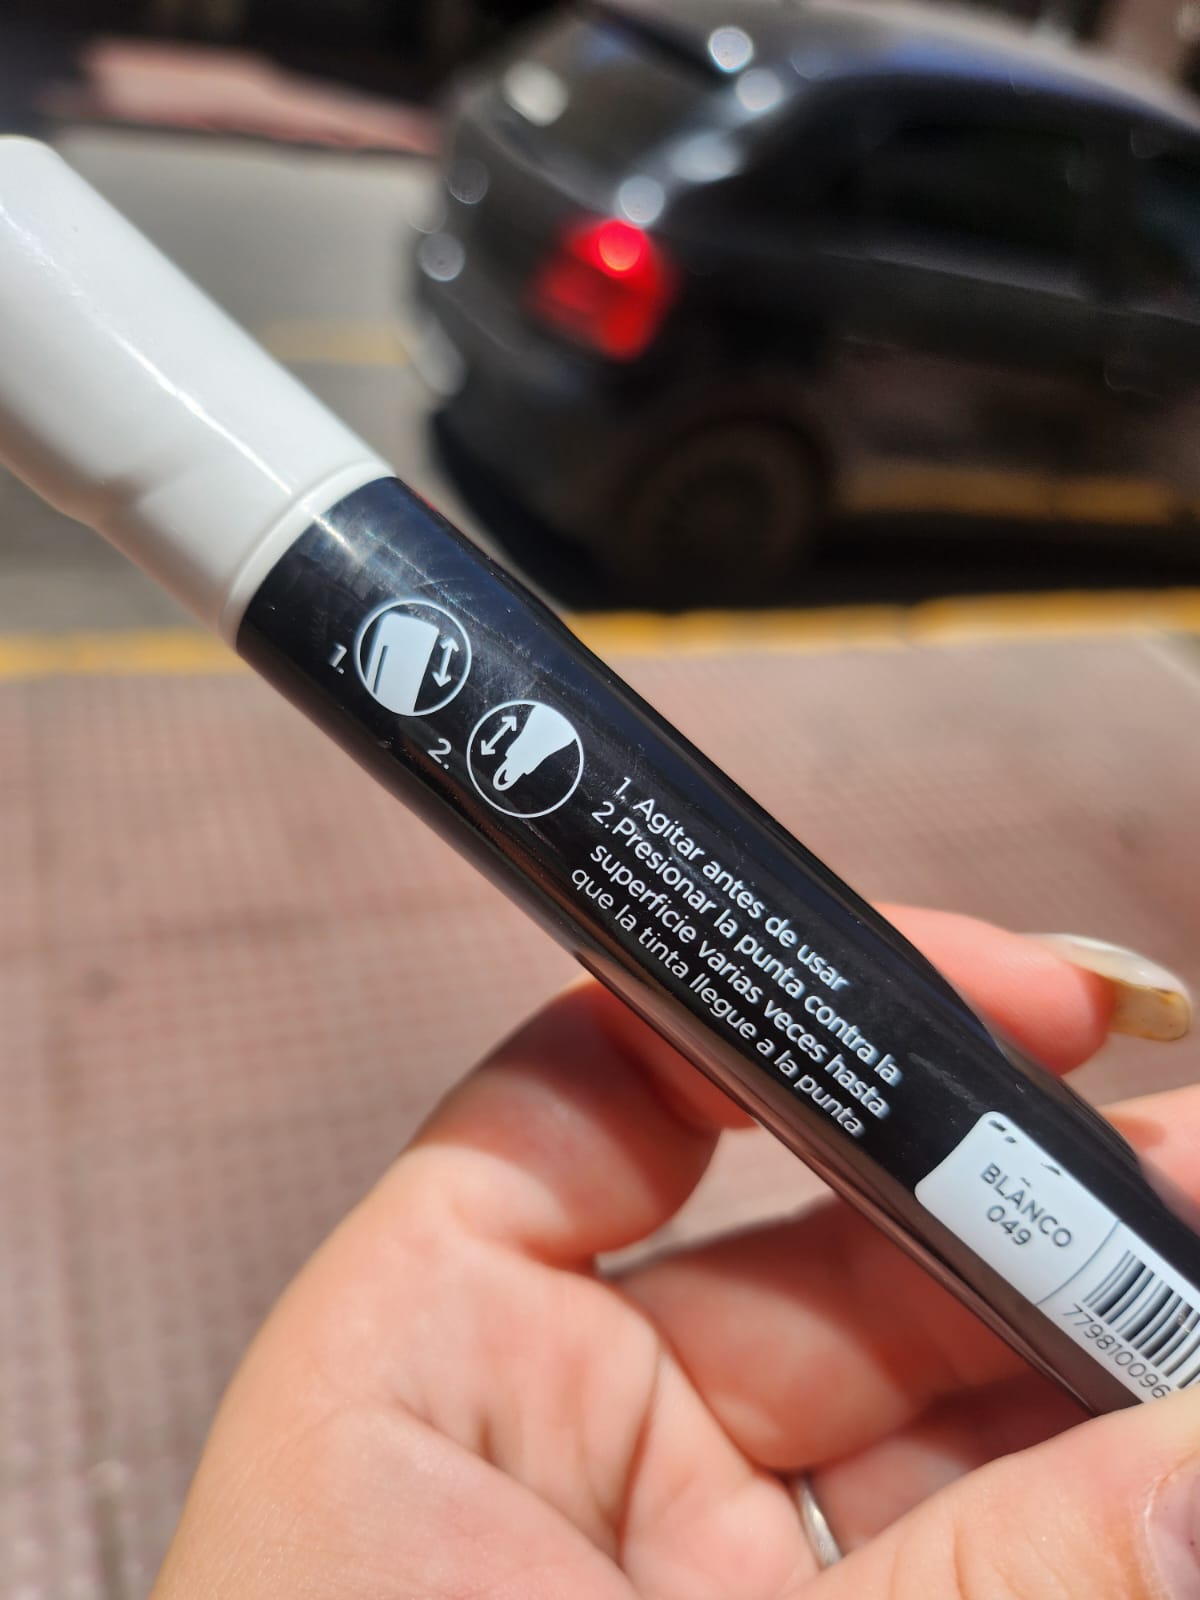 1.
2.
1. Agitar antes de usar
2. Presionar la punta contra la
superficie varias veces hasta
que la tinta llegue a la punta
BLANCO
049
779810096